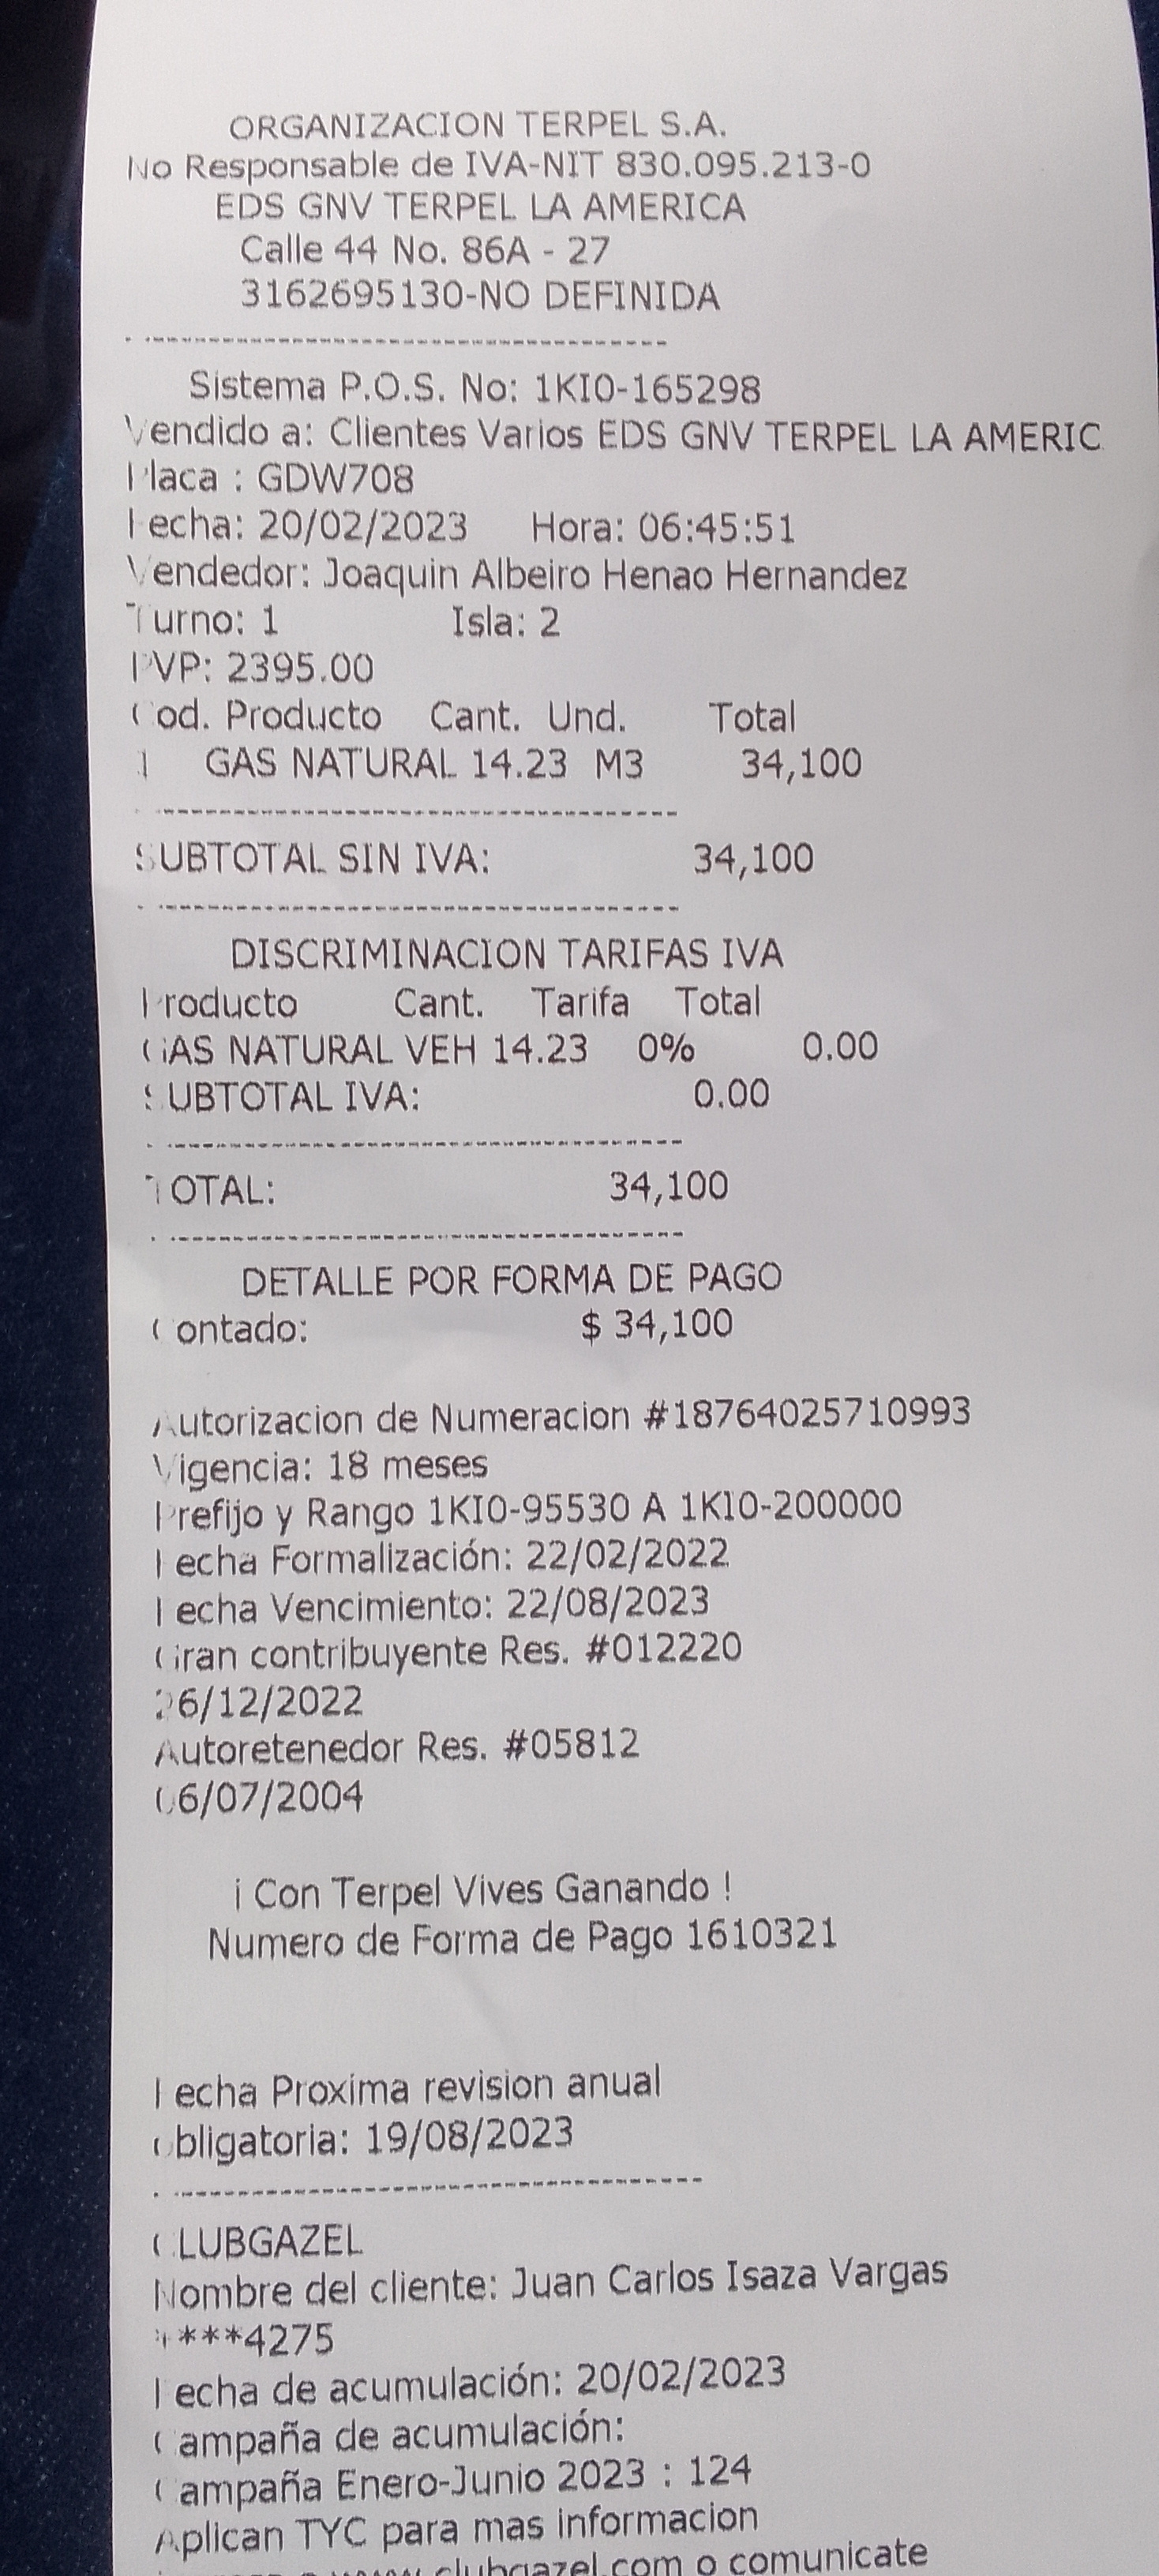 ORGANIZACION TERPEL S.A.
No Responsable de IVA-NIT 830.095.213-0
EDS GNV TERPEL LA AMERICA
Calle 44 No. 86A - 27
3162695130-NO DEFINIDA
Sistema P.O.S. No: 1KI0-165298
Vendido a: Clientes Varios EDS GNV TERPEL LA AMERIC
Placa : GDW708
Fecha: 20/02/2023 Hora: 06:45:51
Vendedor: Joaquin Albeiro Henao Hernandez
Turno: 1 Isla: 2
PVP: 2395.00
Cod. Producto Cant. Und. Total
1 GAS NATURAL 14.23 M3 34,100
SUBTOTAL SIN IVA: 34,100
DISCRIMINACION TARIFAS IVA
Producto Cant. Tarifa Total
GAS NATURAL VEH 14.23 0% 0.00
SUBTOTAL IVA: 0.00
TOTAL: 34,100
DETALLE POR FORMA DE PAGO
Contado: $ 34,100
Autorizacion de Numeracion #18764025710993
Vigencia: 18 meses
Prefijo y Rango 1KI0-95530 A 1KI0-200000
Fecha Formalización: 22/02/2022
Fecha Vencimiento: 22/08/2023
Gran contribuyente Res. #012220
26/12/2022
Autoretenedor Res. #05812
06/07/2004
¡ Con Terpel Vives Ganando !
Numero de Forma de Pago 1610321
Fecha Proxima revision anual
obligatoria: 19/08/2023
CLUBGAZEL
Nombre del cliente: Juan Carlos Isaza Vargas
****4275
Fecha de acumulación: 20/02/2023
Campaña de acumulación:
Campaña Enero-Junio 2023 : 124
Aplican TYC para mas informacion
www.clubgazel.com o comunicate